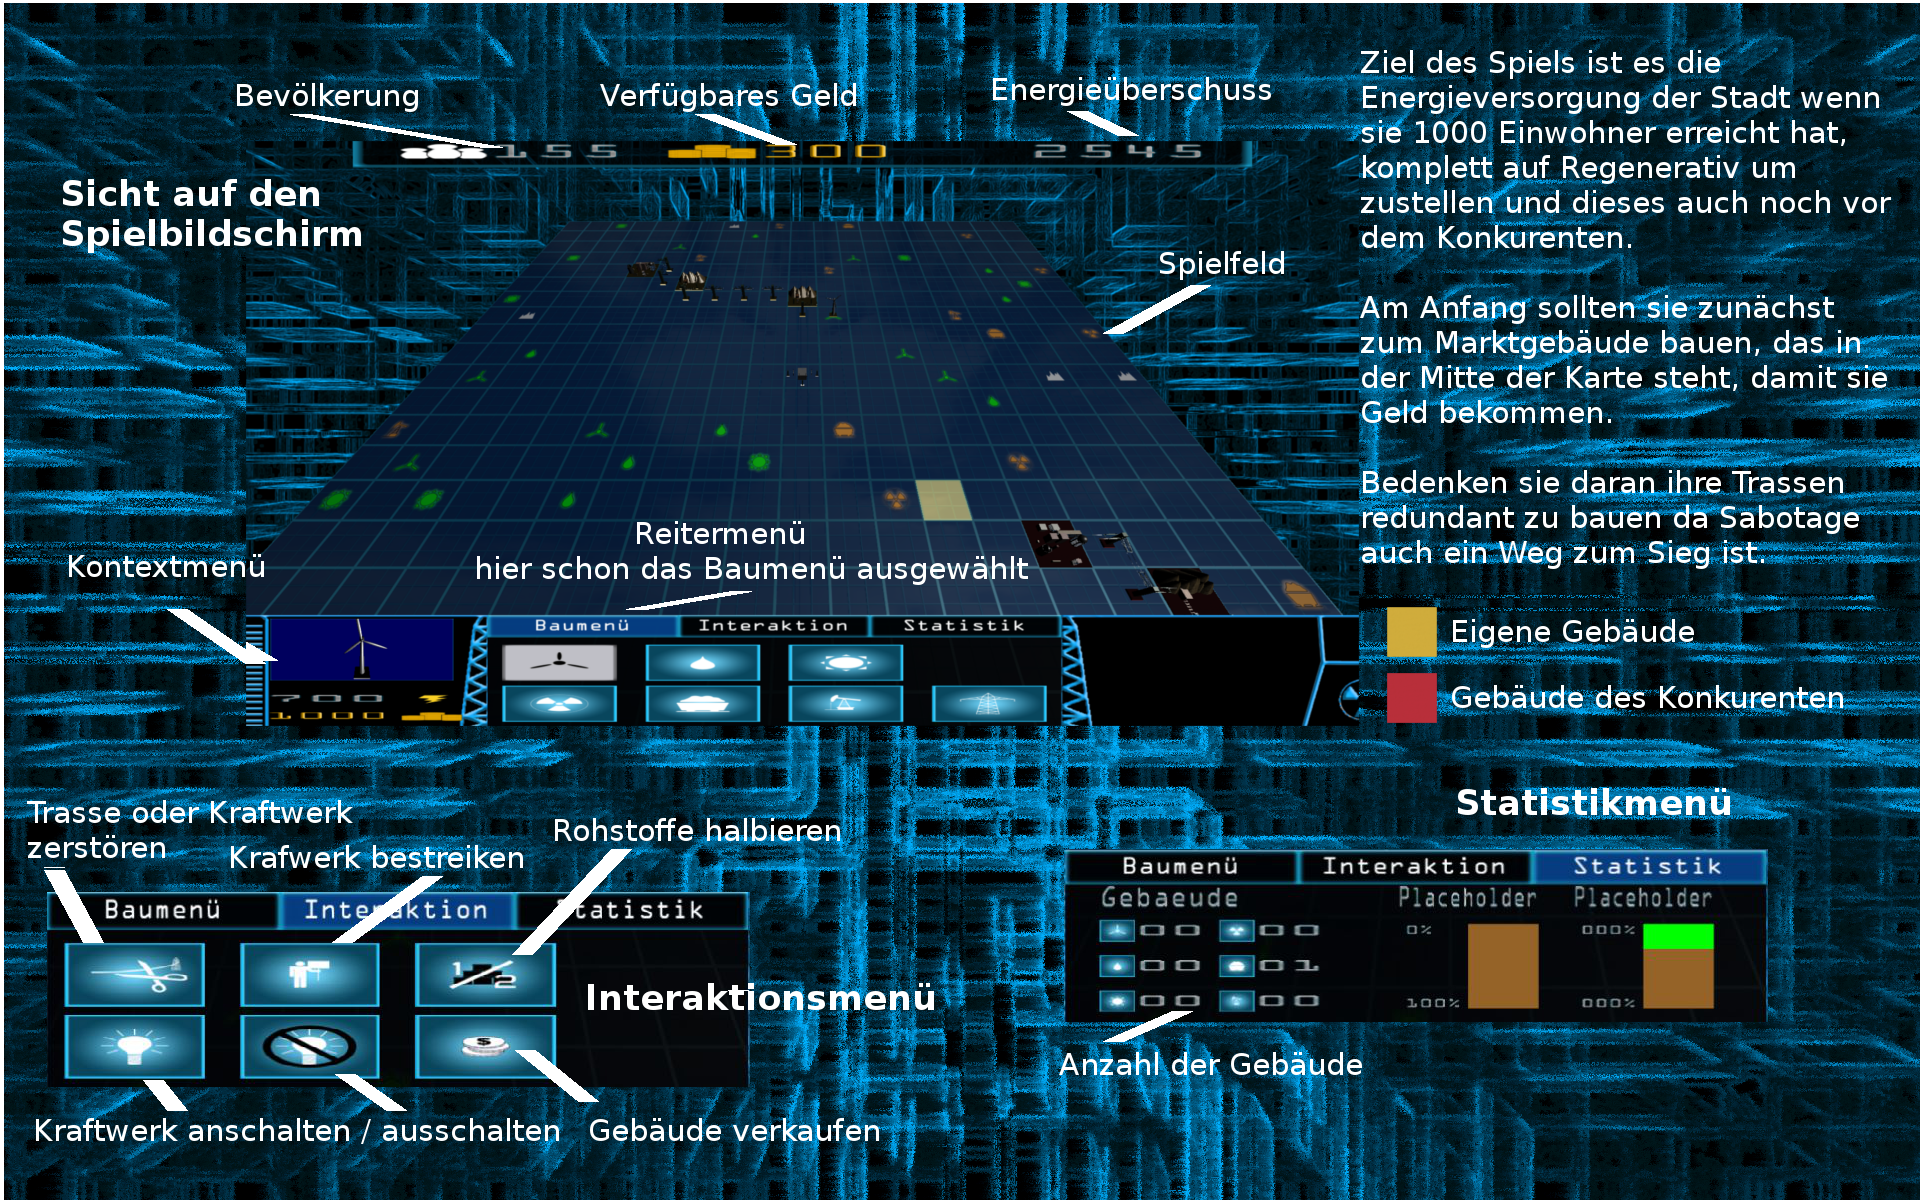 Bevölkerung
Verfügbares Geld
Energieüberschuss
155
300
2545
Sicht auf den
Spielbildschirm
Spielfeld
Ziel des Spiels ist es die
Energieversorgung der Stadt wenn
sie 1000 Einwohner erreicht hat,
komplett auf Regenerativ um
zustellen und dieses auch noch vor
dem Konkurenten.
Am Anfang sollten sie zunächst
zum Marktgebäude bauen, das in
der Mitte der Karte steht, damit sie
Geld bekommen.
Bedenken sie daran ihre Trassen
redundant zu bauen da Sabotage
auch ein Weg zum Sieg ist.
Eigene Gebäude
Gebäude des Konkurenten
Kontextmenü
Reitermenü
hier schon das Baumenü ausgewählt
Baumenü
Interaktion
Statistik
700
1000
Trasse oder Kraftwerk
zerstören
Krafwerk bestreiken
Rohstoffe halbieren
Baumenü
Interaktion
Statistik
1/2
$
Interaktionsmenü
Kraftwerk anschalten / ausschalten
Gebäude verkaufen
Statistikmenü
Baumenü
Interaktion
Statistik
Gebaeude
Placeholder
Placeholder
00
00
0%
000%
00
01
00
00
100%
000%
Anzahl der Gebäude